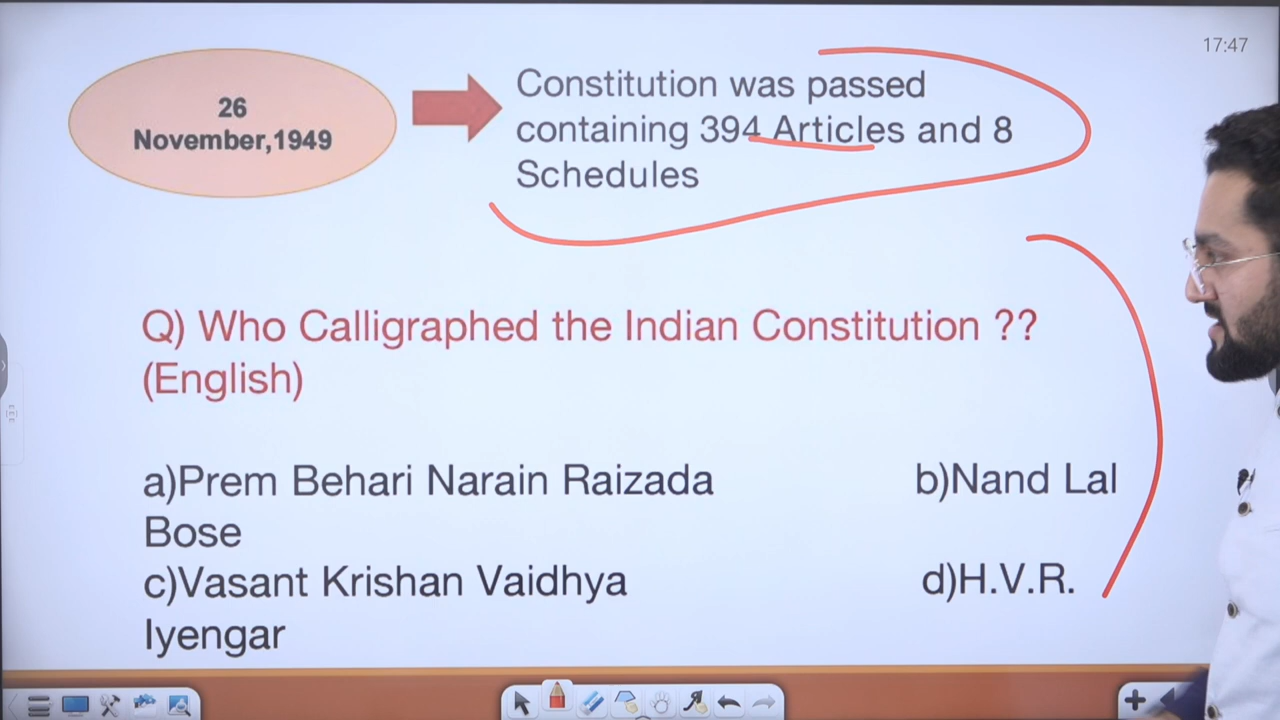 17:47
26
November,1949
Constitution was passed
containing 394 Articles and 8
Schedules
Q) Who Calligraphed the Indian Constitution ??
(English)
a)Prem Behari Narain Raizada b)Nand Lal
Bose
c)Vasant Krishan Vaidhya d)H.V.R.
Iyengar